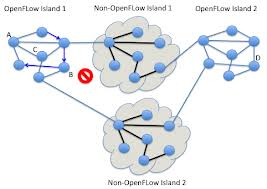 OpenFLow Island 1
Non-OpenFLow Island 1
OpenFLow Island 2
A
C
B
D
Non-OpenFLow Island 2